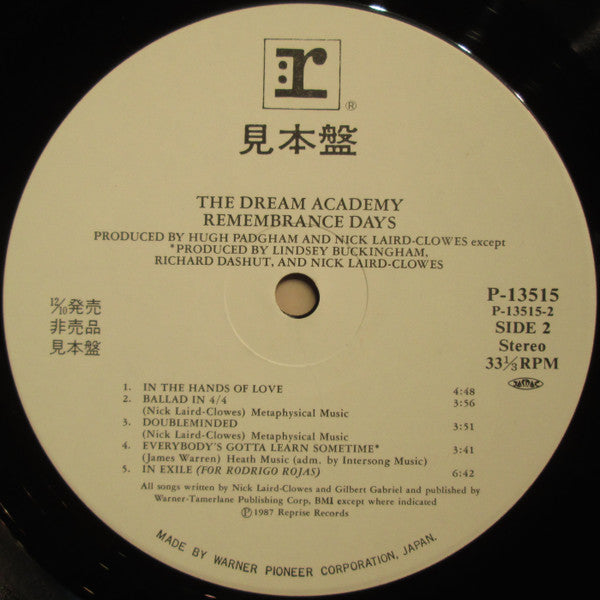 r
®
見本盤
THE DREAM ACADEMY
REMEMBRANCE DAYS
PRODUCED BY HUGH PADGHAM AND NICK LAIRD-CLOWES except
*PRODUCED BY LINDSEY BUCKINGHAM,
RICHARD DASHUT, AND NICK LAIRD-CLOWES
12/10発売
非売品
見本盤
P-13515
P-13515-2
SIDE 2
Stereo
33⅓RPM
JASRAC
1. IN THE HANDS OF LOVE 4:48
2. BALLAD IN 4/4 3:56
(Nick Laird-Clowes) Metaphysical Music
3. DOUBLEMINDED 3:51
(Nick Laird-Clowes) Metaphysical Music
4. EVERYBODY'S GOTTA LEARN SOMETIME* 3:41
(James Warren) Heath Music (adm. by Intersong Music)
5. IN EXILE (FOR RODRIGO ROJAS) 6:42
All songs written by Nick Laird-Clowes and Gilbert Gabriel and published by
Warner-Tamerlane Publishing Corp, BMI except where indicated
Ⓟ1987 Reprise Records
MADE BY WARNER PIONEER CORPORATION, JAPAN.